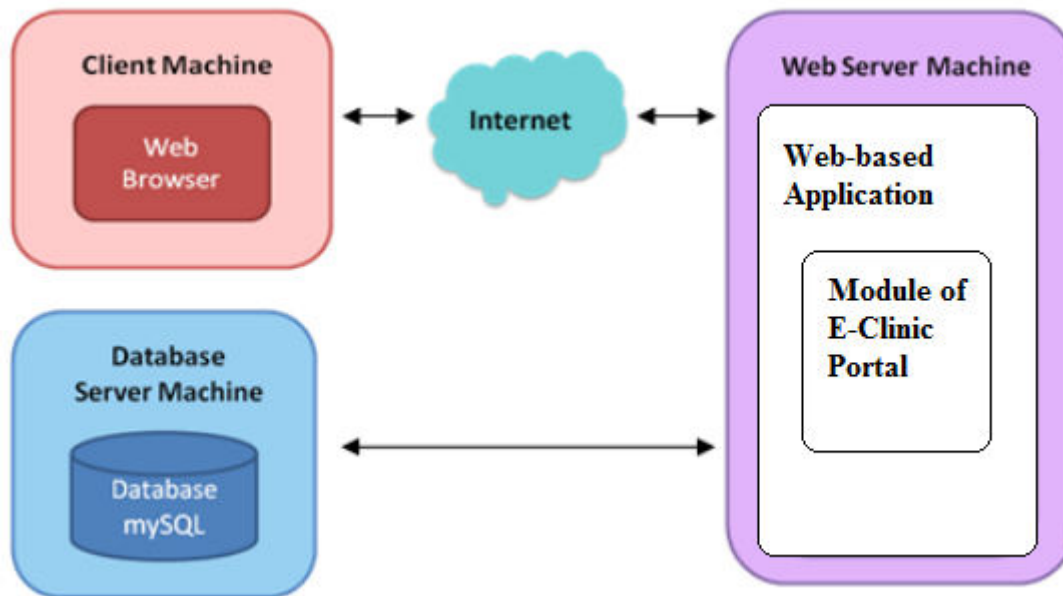 Client Machine
Web
Browser
Internet
Web Server Machine
Web-based
Application
Module of
E-Clinic
Portal
Database
Server Machine
Database
mySQL